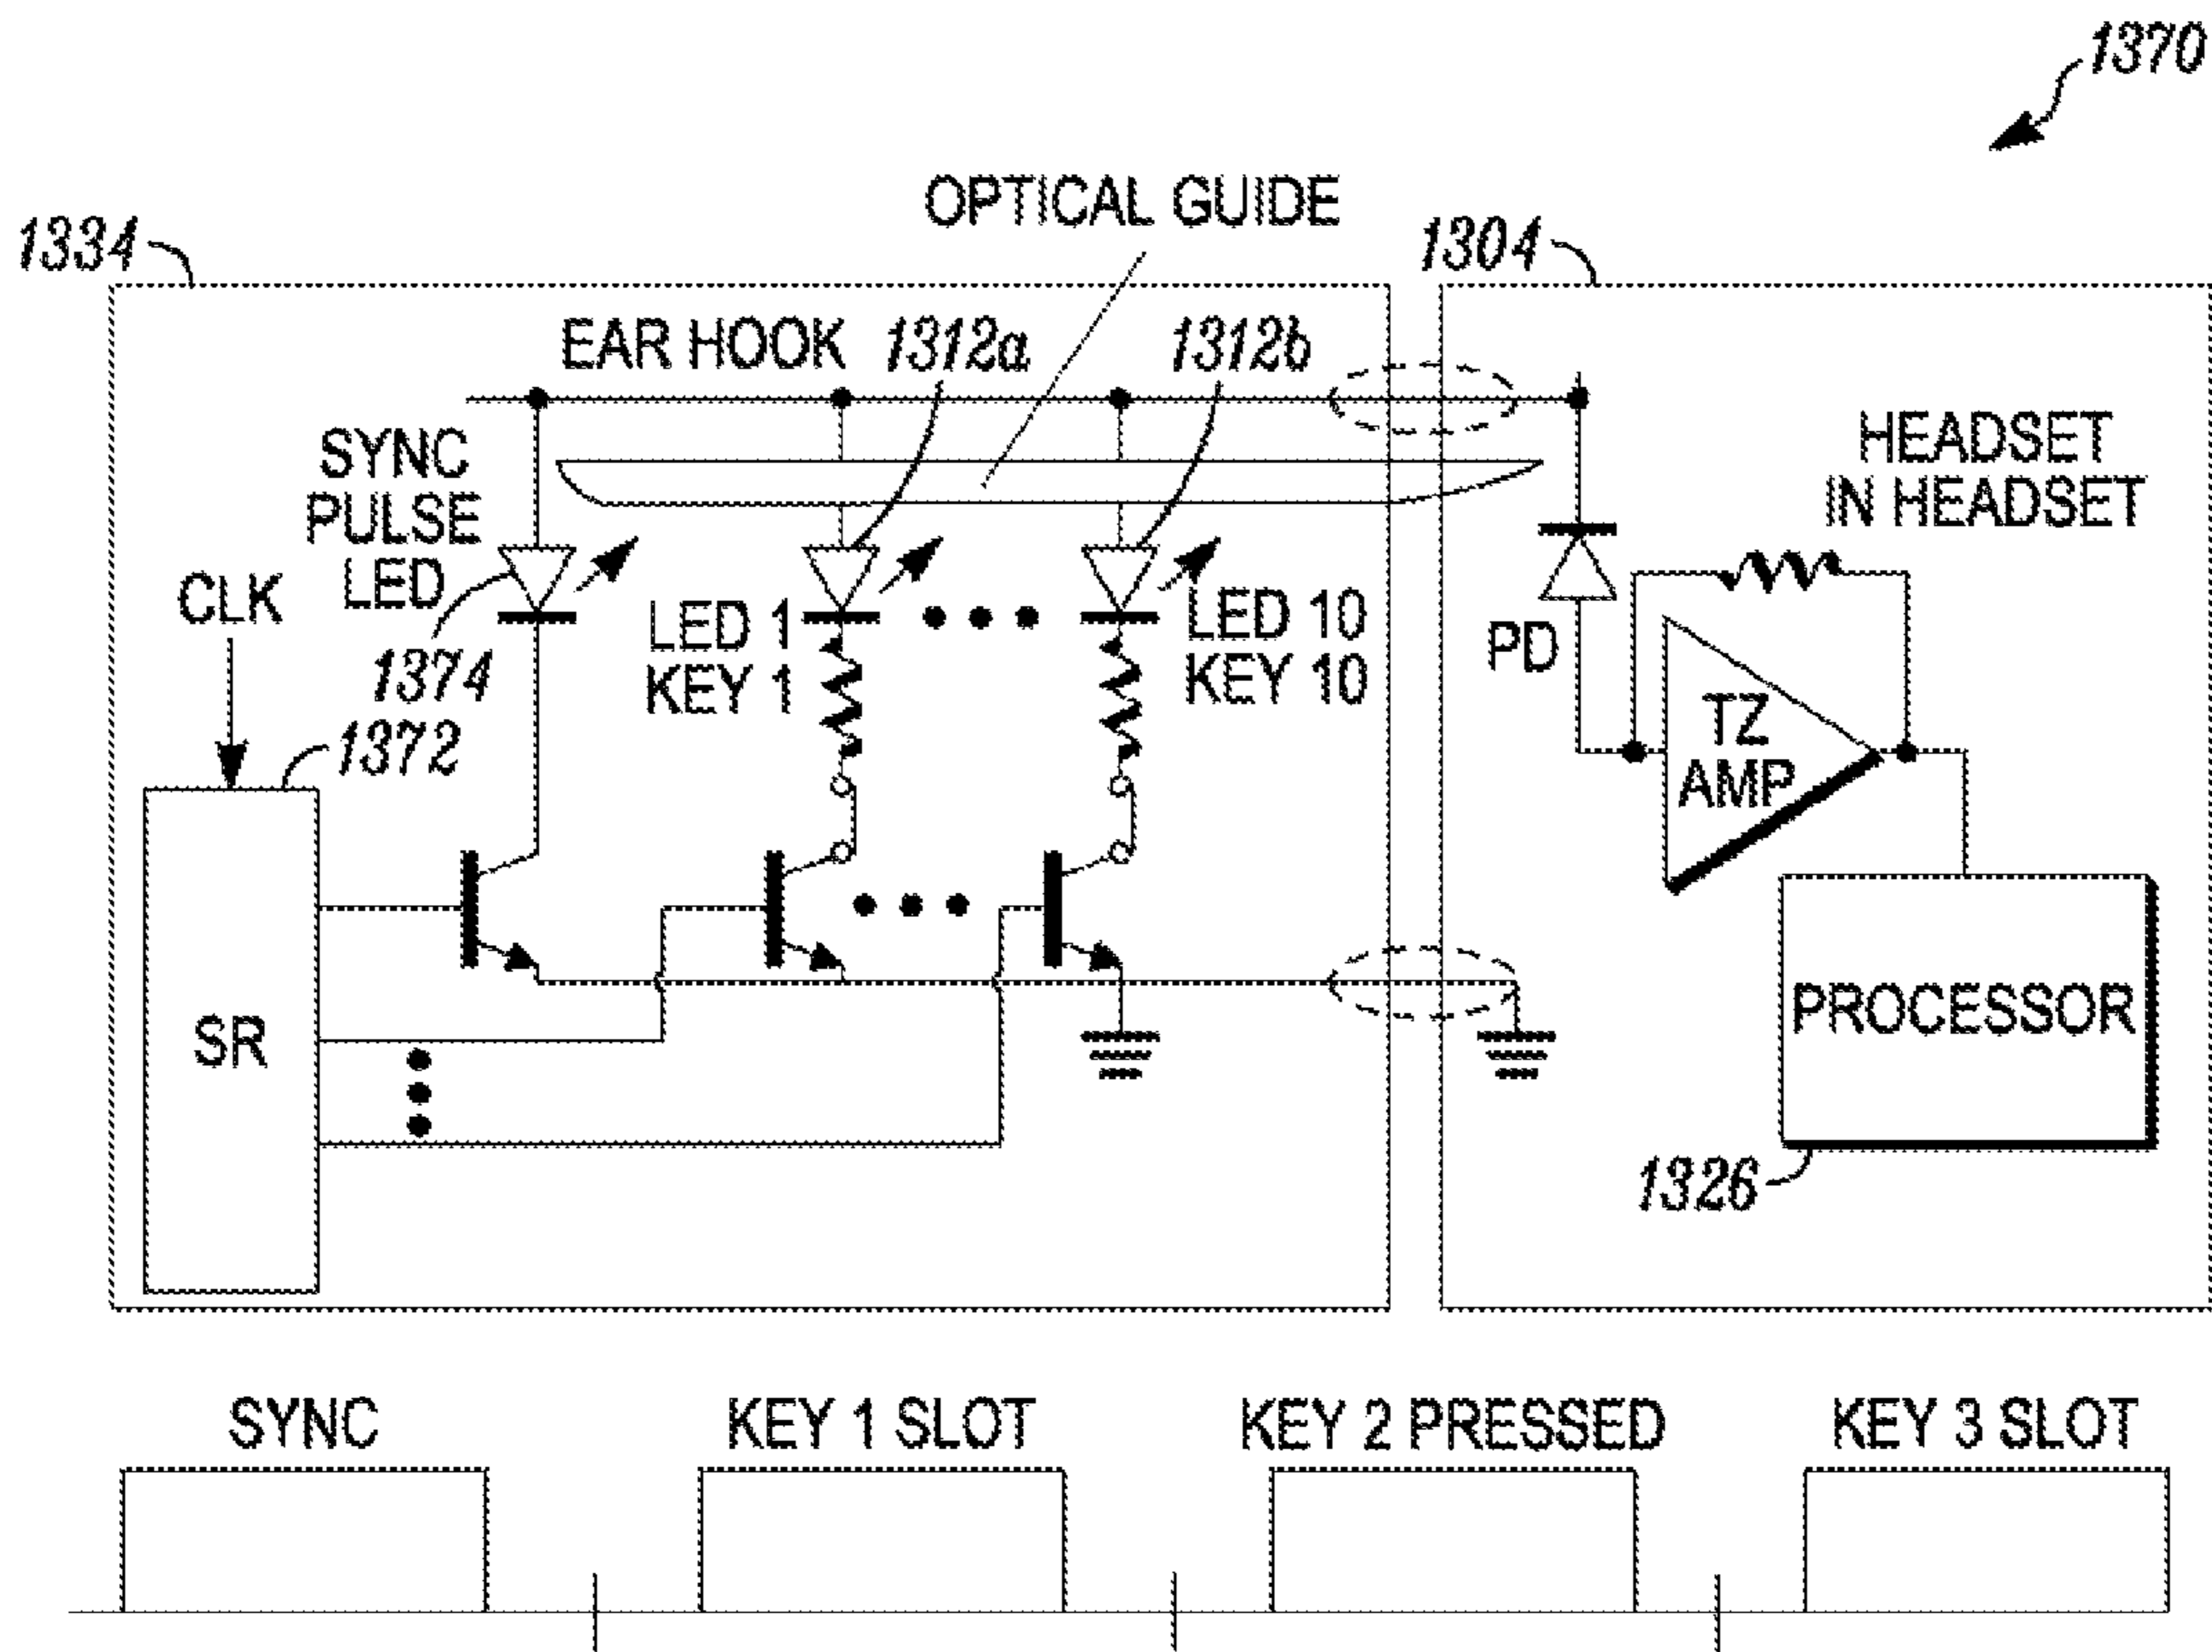 1370
OPTICAL GUIDE
1334
1304
EAR HOOK
1312a
1312b
SYNC
PULSE
LED
HEADSET
IN HEADSET
CLK
1374
LED 1
KEY 1
LED 10
KEY 10
PD
TZ
AMP
1372
SR
PROCESSOR
1326
SYNC
KEY 1 SLOT
KEY 2 PRESSED
KEY 3 SLOT